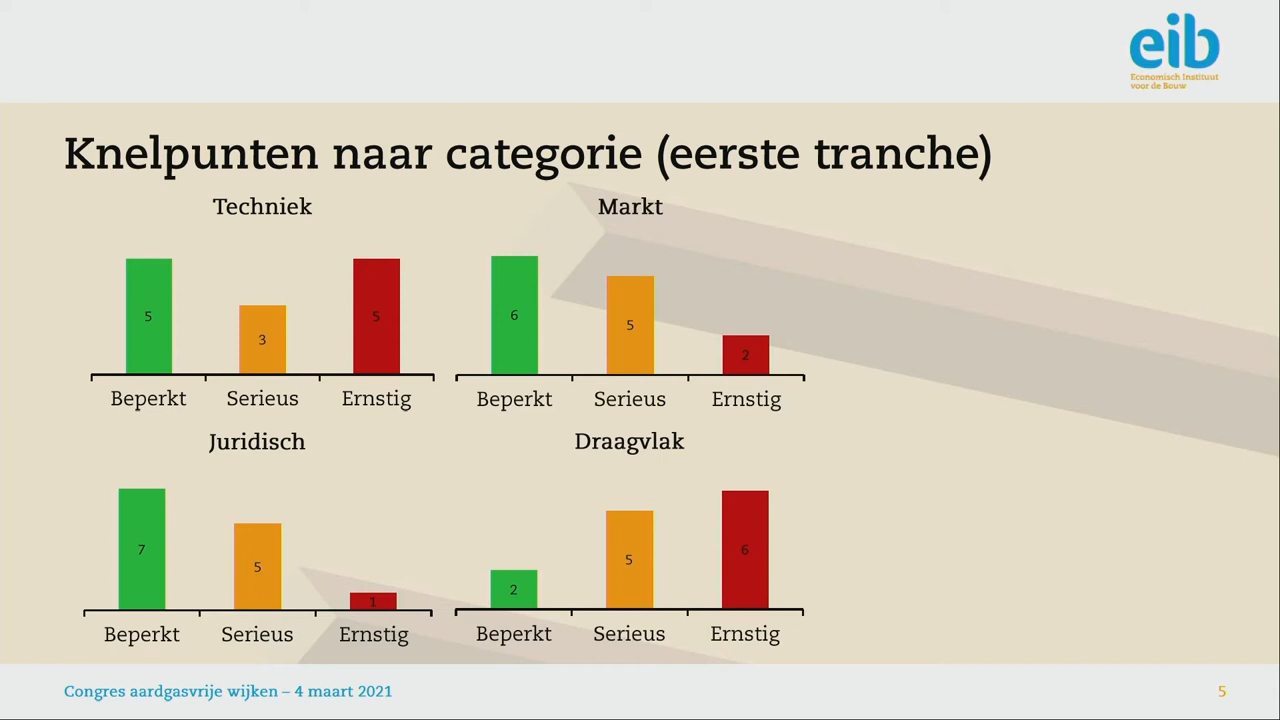 eib
Economisch Instituut
voor de Bouw
Knelpunten naar categorie (eerste tranche)
Techniek
5
3
5
Beperkt
Serieus
Ernstig
Markt
6
5
2
Beperkt
Serieus
Ernstig
Juridisch
7
5
1
Beperkt
Serieus
Ernstig
Draagvlak
2
5
6
Beperkt
Serieus
Ernstig
Congres aardgasvrije wijken – 4 maart 2021
5